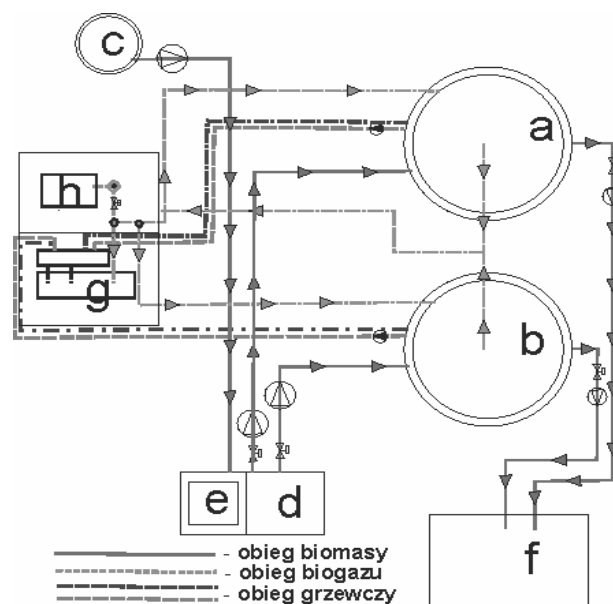 c
a
h
g
b
e
d
f
- obieg biomasy
- obieg biogazu
- obieg grzewczy